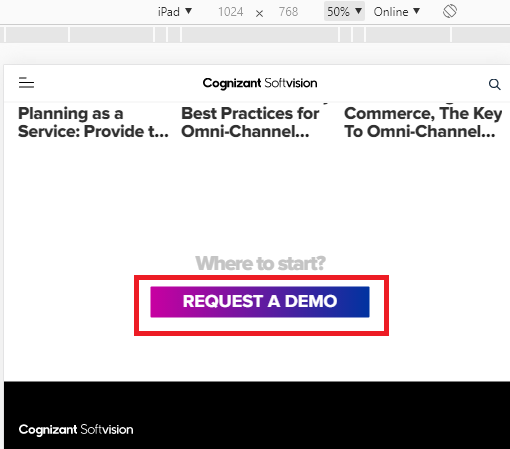 iPad ▼ 1024 × 768 50% ▼ Online ▼
Cognizant Softvision
Planning as a
Service: Provide t...
Best Practices for
Omni-Channel...
Commerce, The Key
To Omni-Channel...
Where to start?
REQUEST A DEMO
Cognizant Softvision